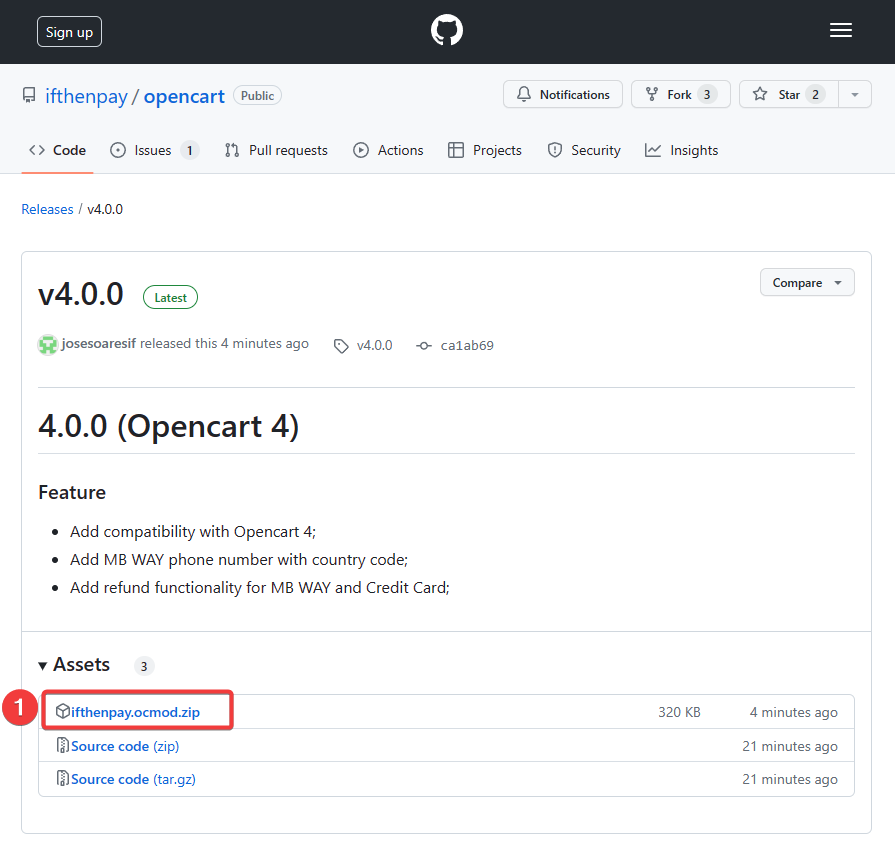 Sign up
ifthenpay / opencart Public Notifications Fork 3 Star 2
Code Issues 1 Pull requests Actions Projects Security Insights
Releases / v4.0.0
v4.0.0 Latest Compare
josesoaresif released this 4 minutes ago v4.0.0 ca1ab69
4.0.0 (Opencart 4)
Feature
• Add compatibility with Opencart 4;
• Add MB WAY phone number with country code;
• Add refund functionality for MB WAY and Credit Card;
Assets 3
1 ifthenpay.ocmod.zip 320 KB 4 minutes ago
Source code (zip) 21 minutes ago
Source code (tar.gz) 21 minutes ago